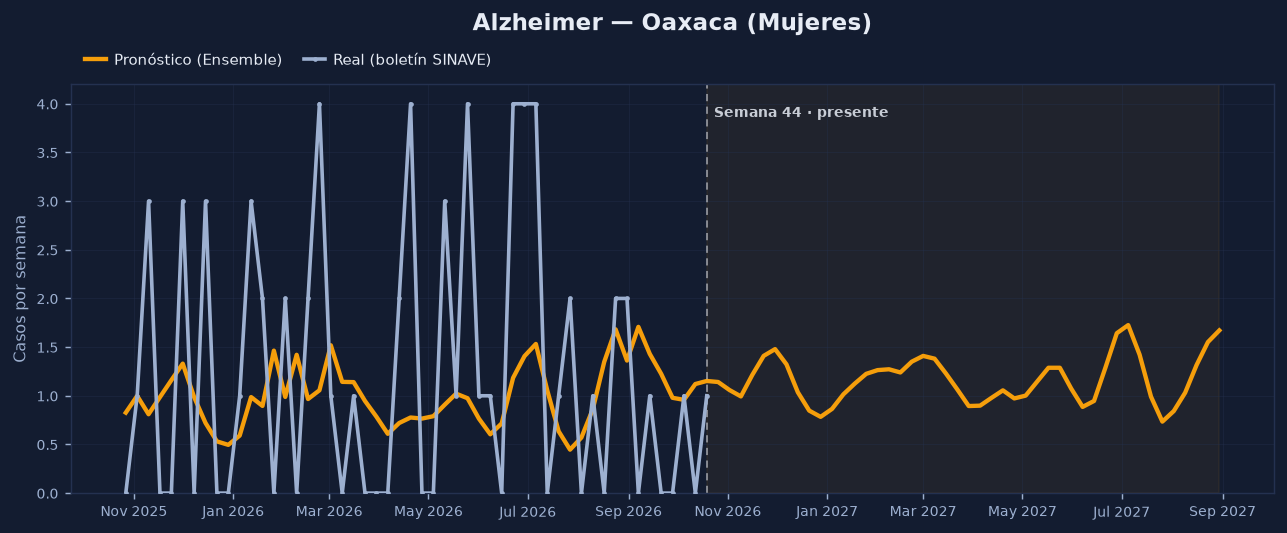 Alzheimer — Oaxaca (Mujeres)
Pronóstico (Ensemble)
Real (boletín SINAVE)
Semana 44 · presente
Casos por semana
4.0
3.5
3.0
2.5
2.0
1.5
1.0
0.5
0.0
Nov 2025
Jan 2026
Mar 2026
May 2026
Jul 2026
Sep 2026
Nov 2026
Jan 2027
Mar 2027
May 2027
Jul 2027
Sep 2027